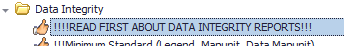 Data Integrity
!!!!READ FIRST ABOUT DATA INTEGRITY REPORTS!!!
!!!Minimum Standard (Legend, Mapunit, Data Mapunit)